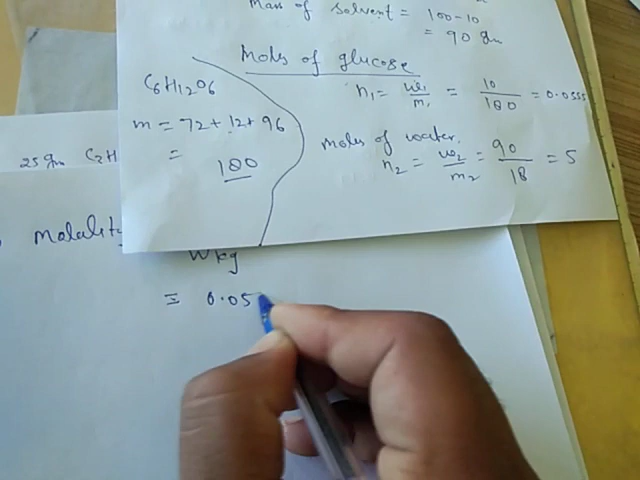 Mass of solvent = 100-10
= 90 gm
Moles of glucose
C6H12O6
n1 = w1/m1 = 10/180 = 0.0555
m = 72+12+96
= 180
moles of water.
n2 = w2/m2 = 90/18 = 5
25 gm C2H
Molality
W kg
= 0.05